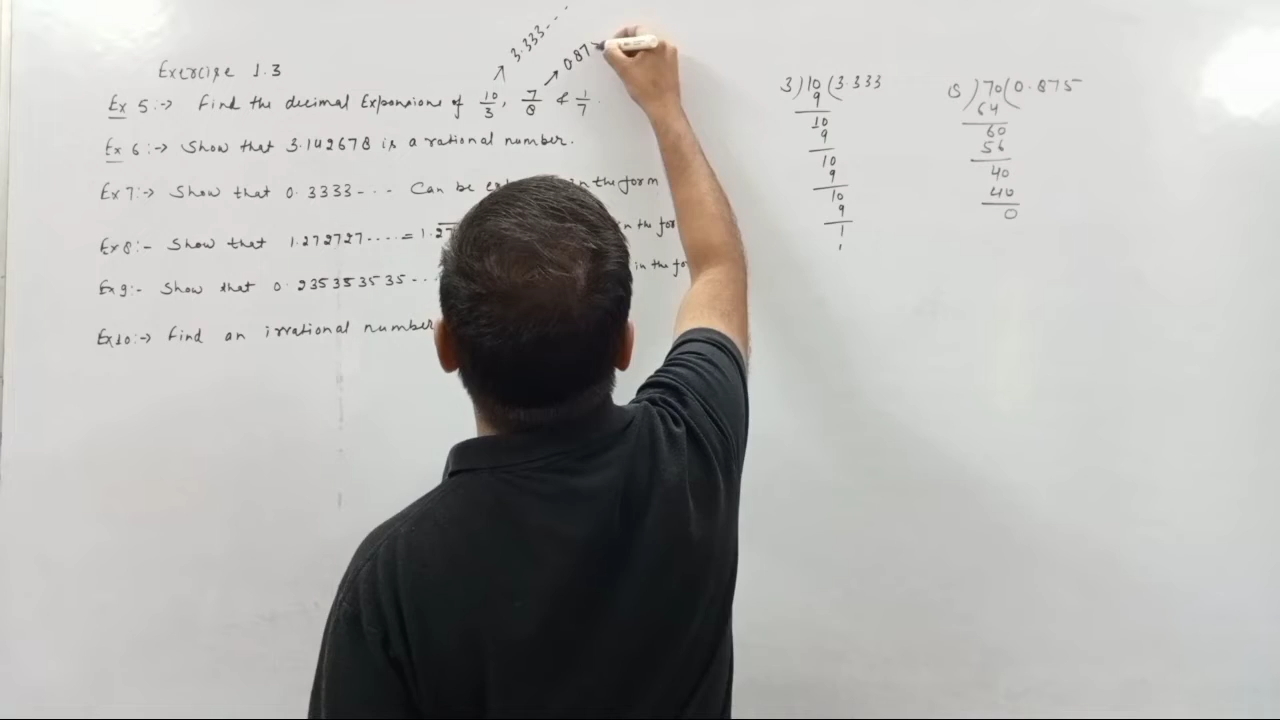 Exercise 1.3
3.333....
0.87
Ex 5:-> Find the decimal Expansions of 10/3, 7/8 & 1/7.
Ex 6:-> Show that 3.142678 is a rational number.
Ex 7:-> Show that 0.3333... Can be in the form
Ex 8:- Show that 1.272727.... = 1.27 in the
Ex 9:- Show that 0.235353535... in the
Ex 10:-> Find an irrational number
3)10(3.333
9
10
9
10
9
10
9
1
8)70(0.875
64
60
56
40
40
0